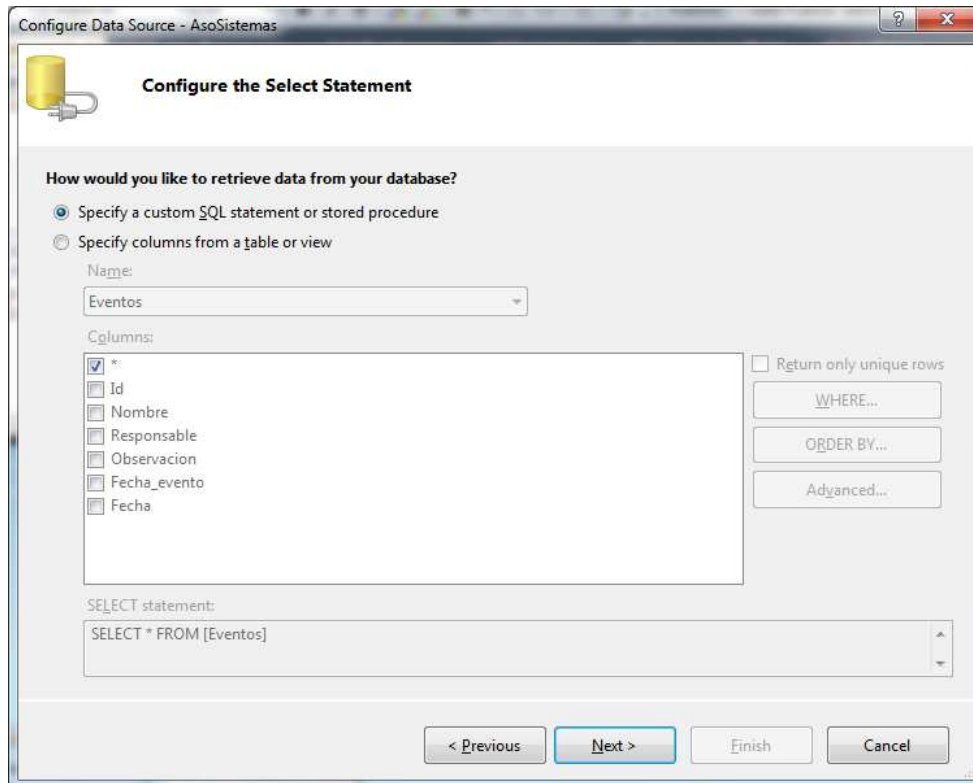 Configure Data Source - AsoSistemas
?
Configure the Select Statement
How would you like to retrieve data from your database?
Specify a custom SQL statement or stored procedure
Specify columns from a table or view
Name:
Eventos
Columns:
*
Return only unique rows
Id
Nombre
WHERE...
Responsable
ORDER BY...
Observacion
Fecha_evento
Advanced...
Fecha
SELECT statement:
SELECT * FROM [Eventos]
< Previous
Next >
Finish
Cancel